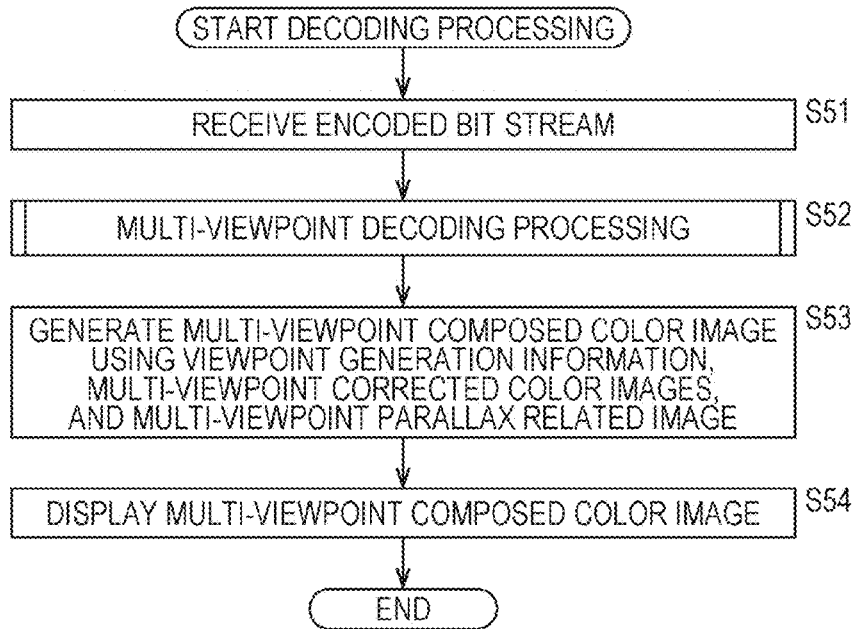 START DECODING PROCESSING
RECEIVE ENCODED BIT STREAM
S51
MULTI-VIEWPOINT DECODING PROCESSING
S52
GENERATE MULTI-VIEWPOINT COMPOSED COLOR IMAGE
USING VIEWPOINT GENERATION INFORMATION,
MULTI-VIEWPOINT CORRECTED COLOR IMAGES,
AND MULTI-VIEWPOINT PARALLAX RELATED IMAGE
S53
DISPLAY MULTI-VIEWPOINT COMPOSED COLOR IMAGE
S54
END